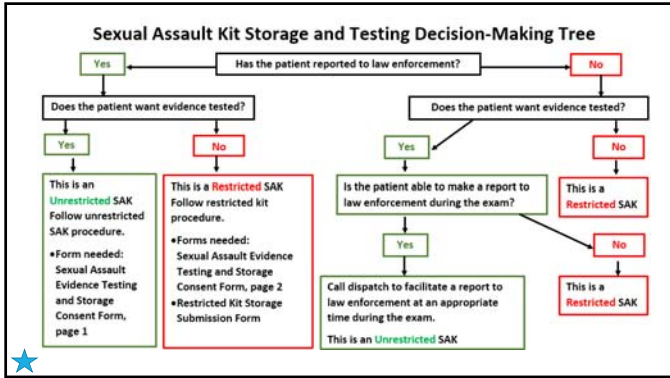 Sexual Assault Kit Storage and Testing Decision-Making Tree
Yes
Has the patient reported to law enforcement?
No
Does the patient want evidence tested?
Does the patient want evidence tested?
Yes
No
Yes
No
This is an
Unrestricted SAK
Follow unrestricted
SAK procedure.
•Form needed:
Sexual Assault
Evidence Testing
and Storage
Consent Form,
page 1
This is a Restricted SAK
Follow restricted kit
procedure.
•Forms needed:
Sexual Assault Evidence
Testing and Storage
Consent Form, page 2
•Restricted Kit Storage
Submission Form
Is the patient able to make a report to
law enforcement during the exam?
This is a
Restricted SAK
Yes
No
Call dispatch to facilitate a report to
law enforcement at an appropriate
time during the exam.
This is an Unrestricted SAK
This is a
Restricted SAK